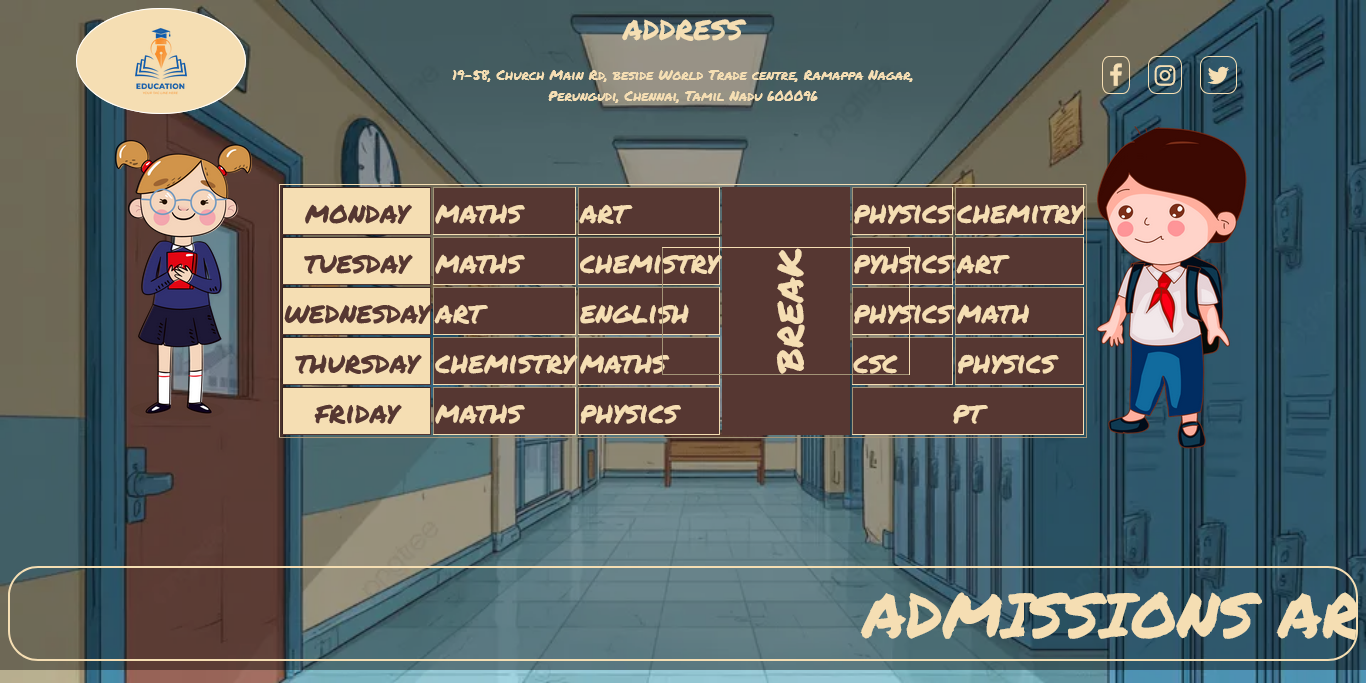 EDUCATION
ADDRESS
19-58, Church Main Rd, beside World Trade centre, Ramappa Nagar,
Perungudi, Chennai, Tamil Nadu 600096
MONDAY MATHS ART PHYSICS CHEMITRY
TUESDAY MATHS CHEMISTRY PYHSICS ART
BREAK
WEDNESDAY ART ENGLISH PHYSICS MATH
THURSDAY CHEMISTRY MATHS CSC PHYSICS
FRIDAY MATHS PHYSICS PT
ADMISSIONS AR